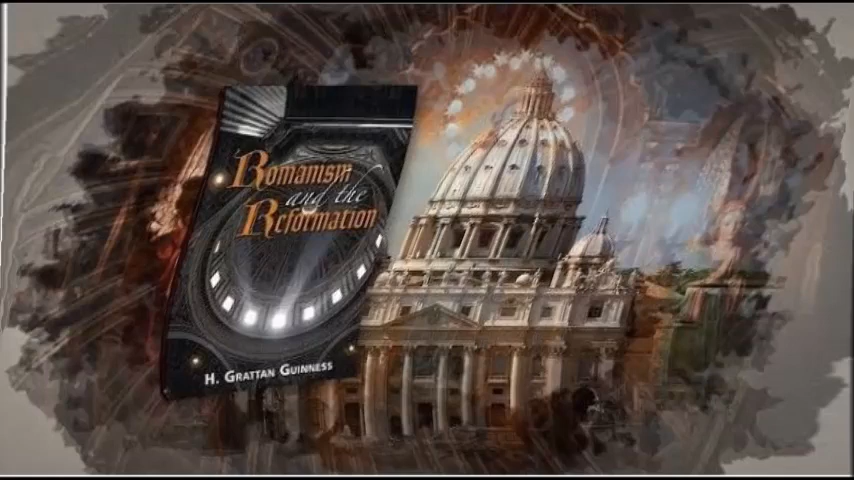 Romanism
and the
Reformation
H. GRATTAN GUINNESS